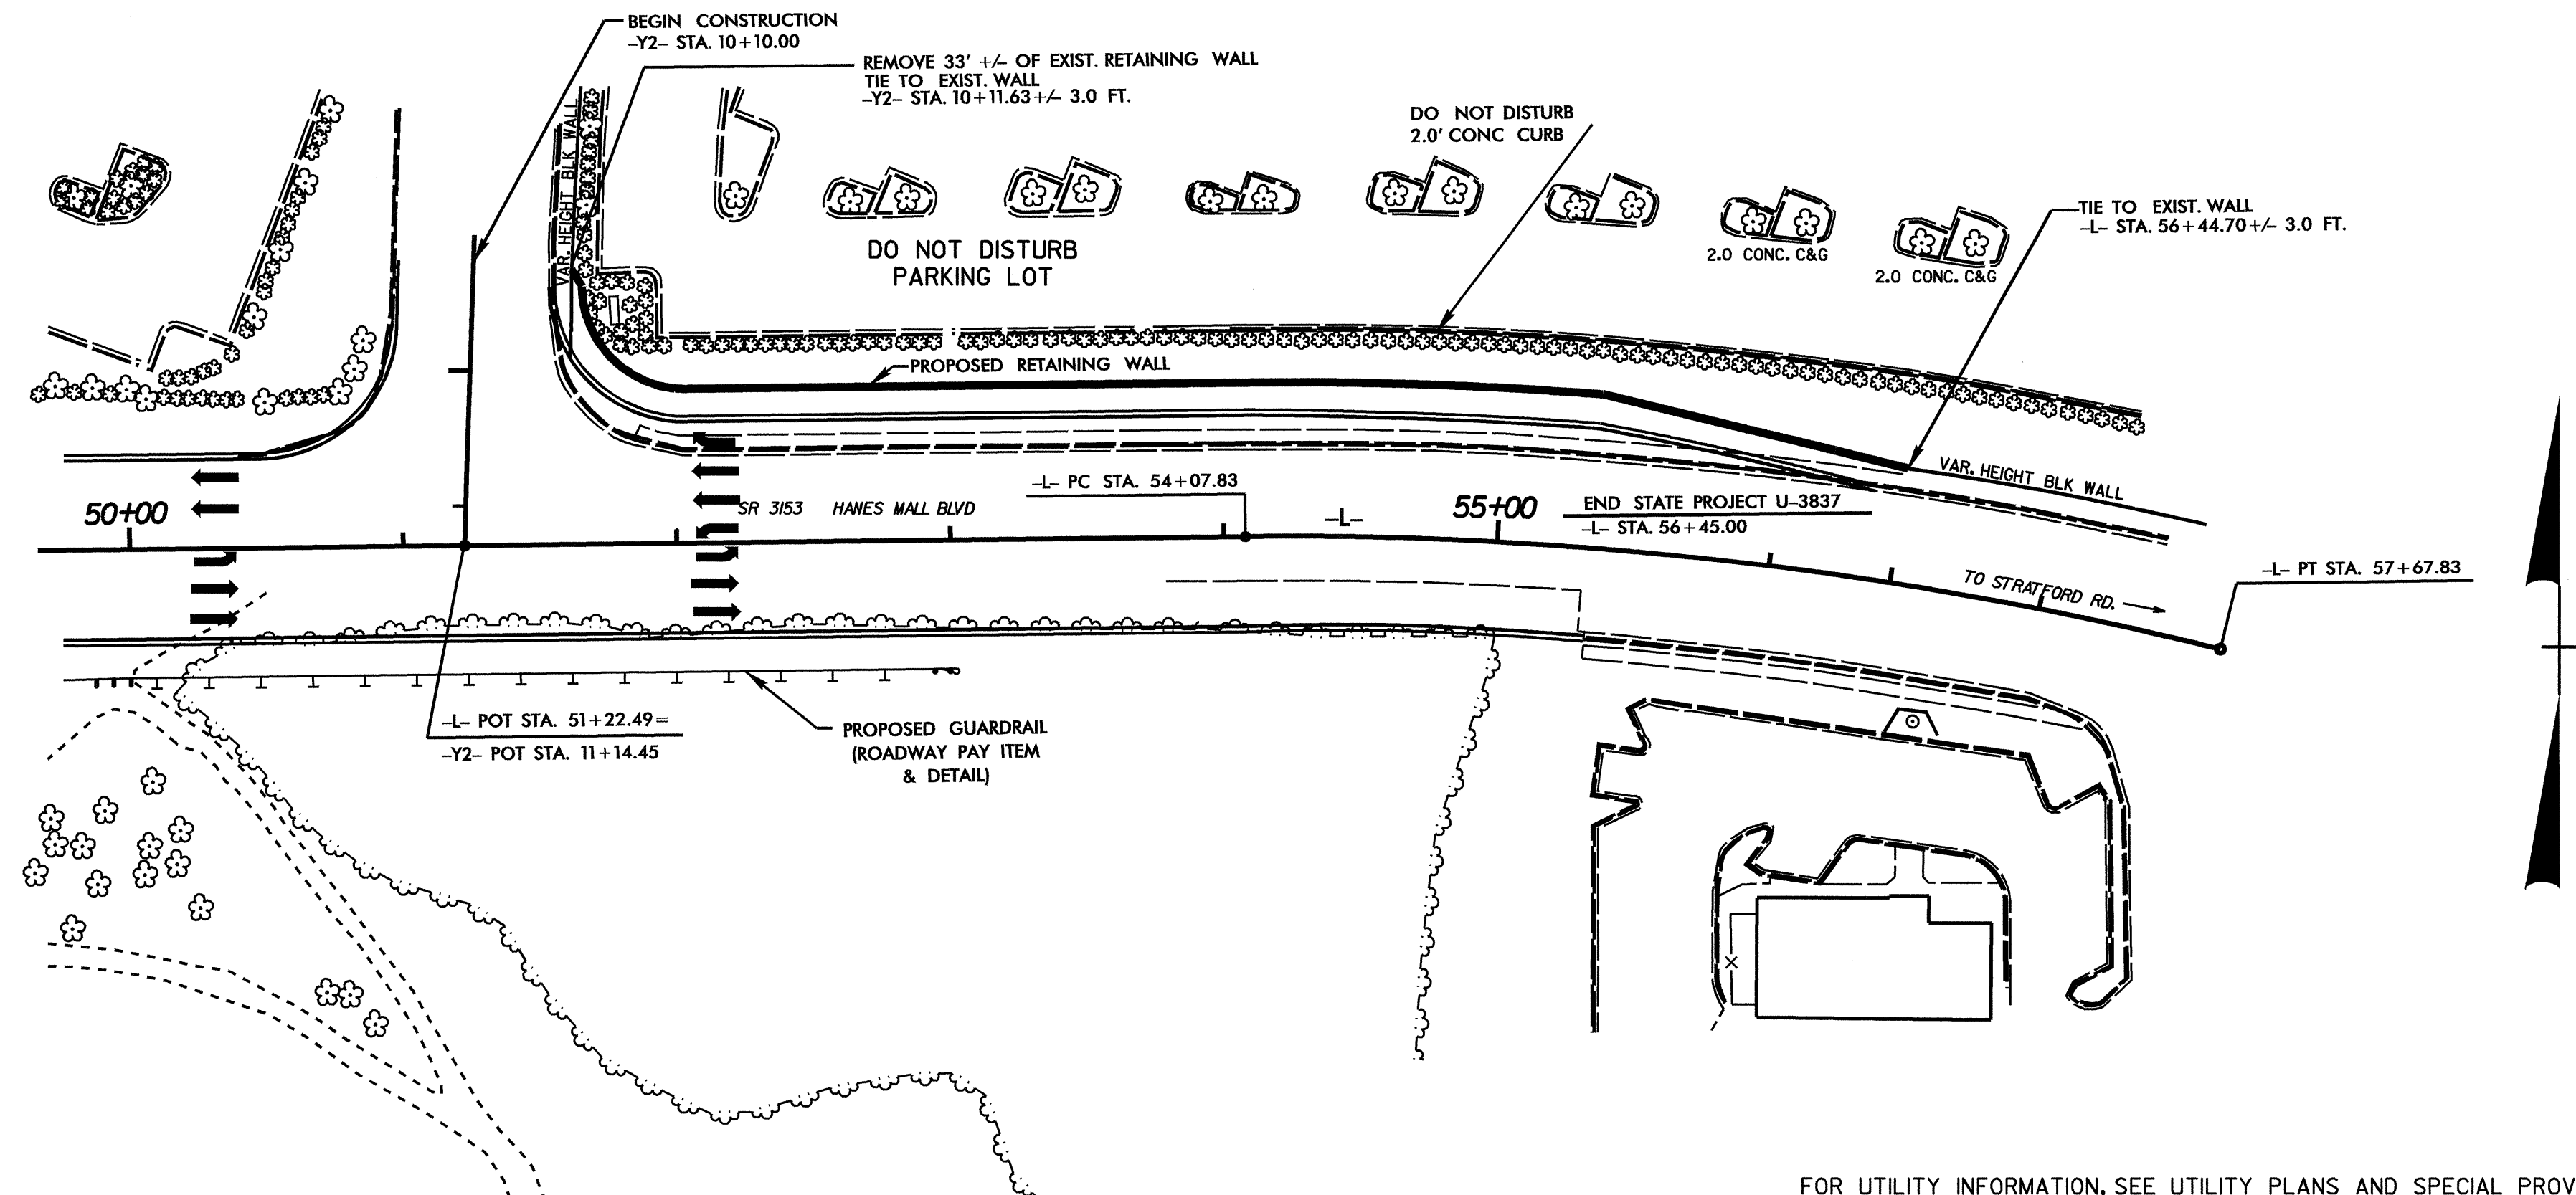 BEGIN CONSTRUCTION
-Y2- STA. 10+10.00
REMOVE 33' +/- OF EXIST. RETAINING WALL
TIE TO EXIST. WALL
-Y2- STA. 10+11.63+/- 3.0 FT.
VAR. HEIGHT BLK WALL
DO NOT DISTURB
2.0' CONC CURB
DO NOT DISTURB
PARKING LOT
TIE TO EXIST. WALL
-L- STA. 56+44.70+/- 3.0 FT.
2.0 CONC. C&G
2.0 CONC. C&G
PROPOSED RETAINING WALL
VAR. HEIGHT BLK WALL
-L- PC STA. 54+07.83
50+00
SR 3153 HANES MALL BLVD
-L-
55+00
END STATE PROJECT U-3837
-L- STA. 56+45.00
TO STRATFORD RD.
-L- PT STA. 57+67.83
-L- POT STA. 51+22.49=
-Y2- POT STA. 11+14.45
PROPOSED GUARDRAIL
(ROADWAY PAY ITEM
& DETAIL)
FOR UTILITY INFORMATION, SEE UTILITY PLANS AND SPECIAL PROV